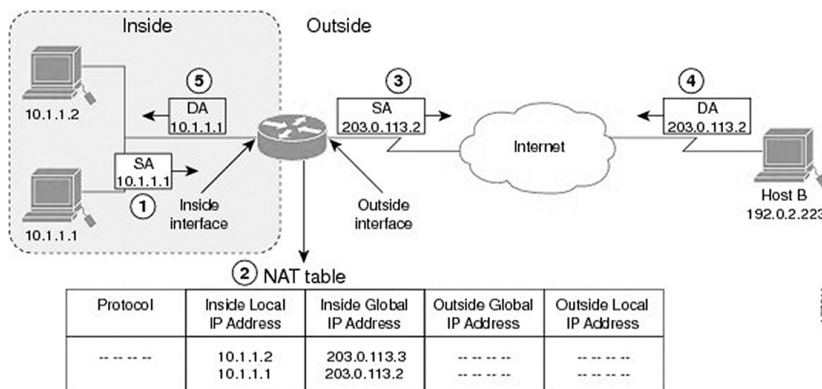 Inside
Outside
5
DA
10.1.1.1
3
SA
203.0.113.2
4
DA
203.0.113.2
10.1.1.2
SA
10.1.1.1
1
10.1.1.1
Inside
interface
Outside
interface
Internet
Host B
192.0.2.223
2 NAT table
Protocol
Inside Local
IP Address
Inside Global
IP Address
Outside Global
IP Address
Outside Local
IP Address
-- -- -- -- 10.1.1.2 203.0.113.3 -- -- -- -- -- -- -- --
10.1.1.1 203.0.113.2 -- -- -- -- -- -- -- --